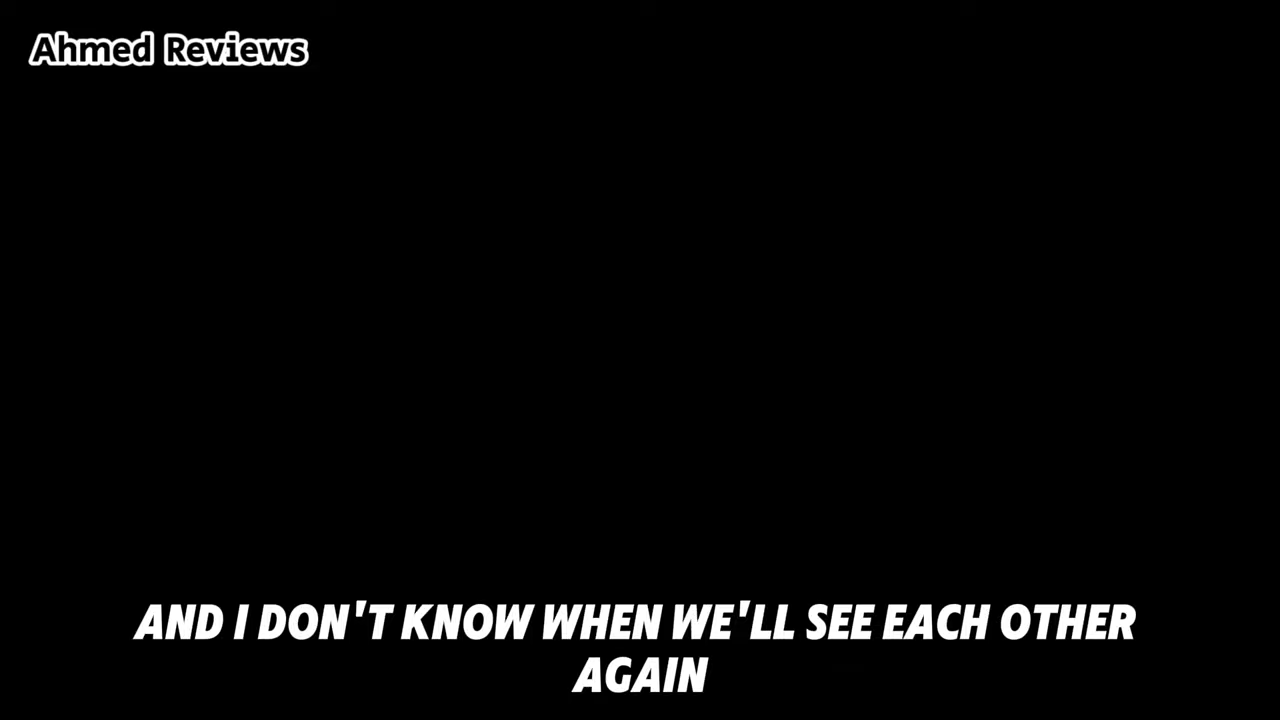 Ahmed Reviews
AND I DON'T KNOW WHEN WE'LL SEE EACH OTHER
AGAIN